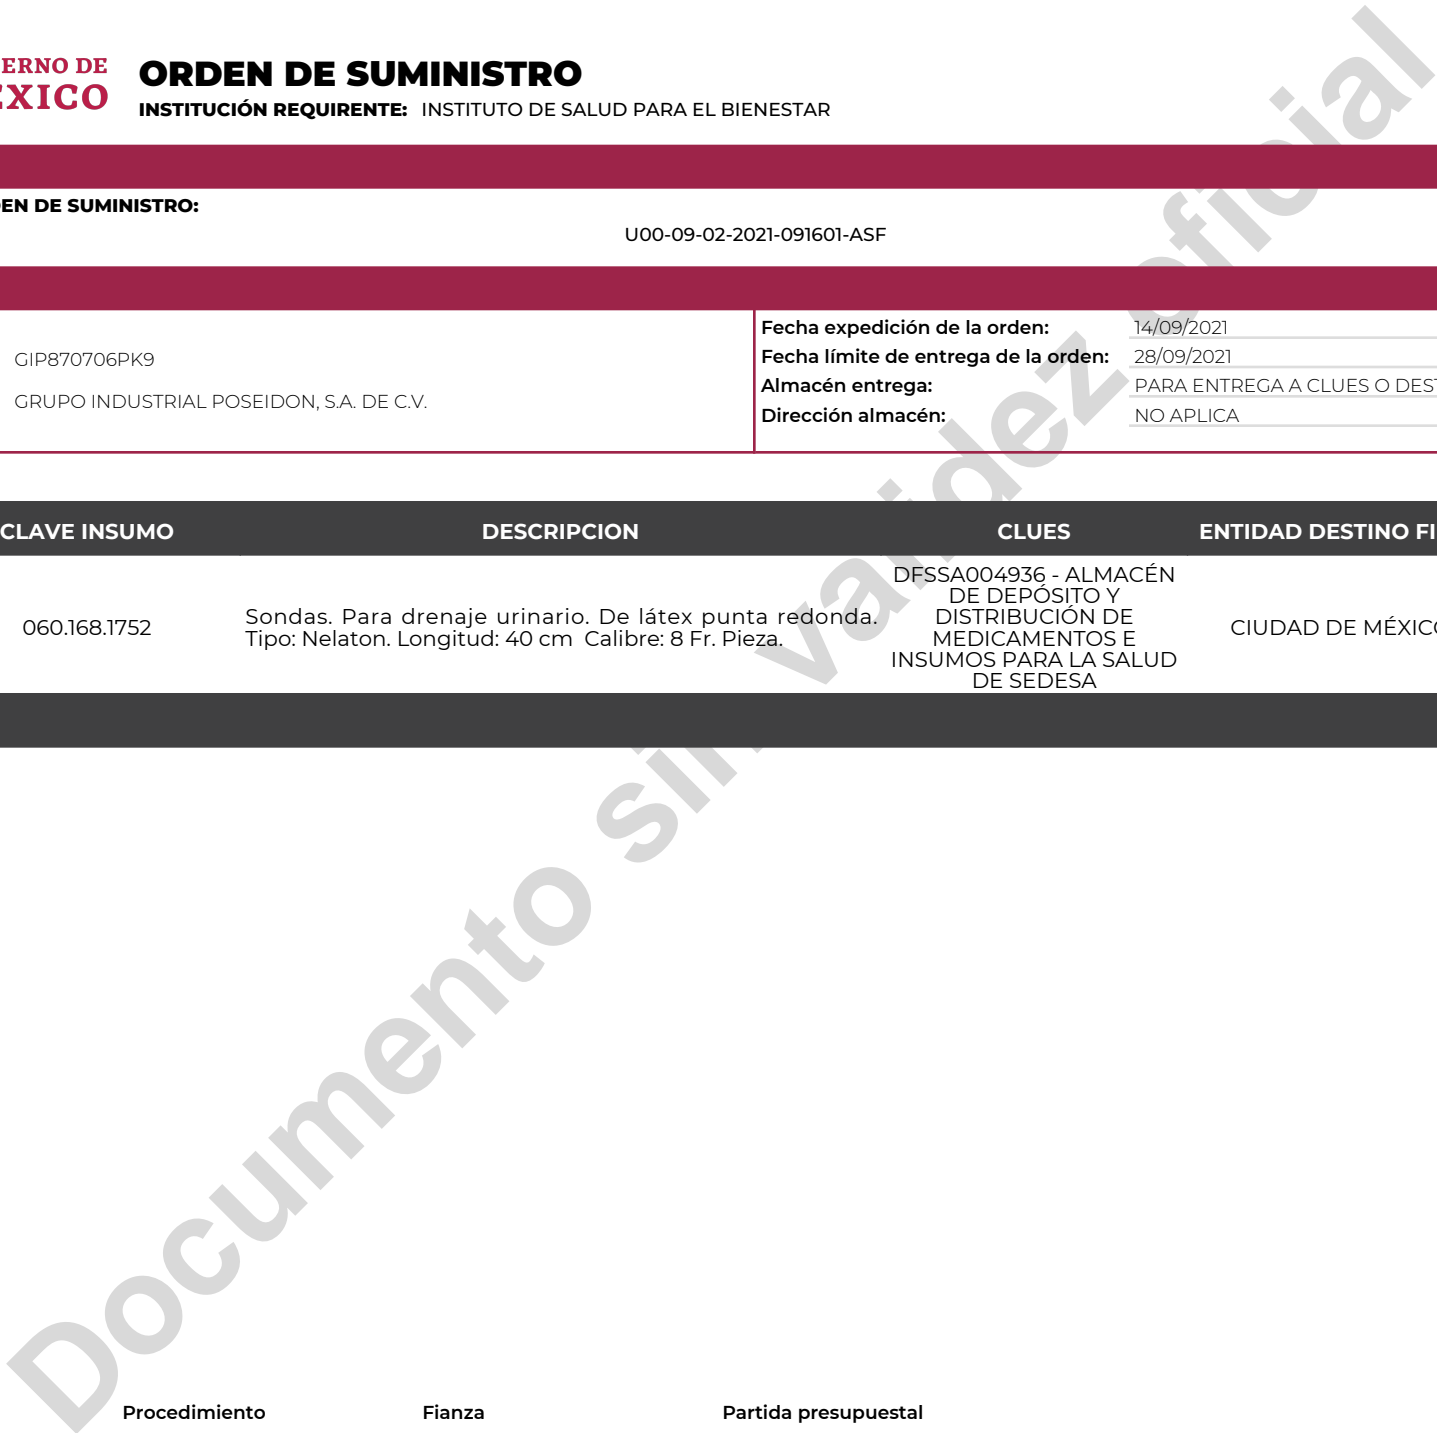 ERNO DE
ÉXICO
ORDEN DE SUMINISTRO
INSTITUCIÓN REQUIRENTE: INSTITUTO DE SALUD PARA EL BIENESTAR
EN DE SUMINISTRO:
U00-09-02-2021-091601-ASF
GIP870706PK9
GRUPO INDUSTRIAL POSEIDON, S.A. DE C.V.
Fecha expedición de la orden: 14/09/2021
Fecha límite de entrega de la orden: 28/09/2021
Almacén entrega: PARA ENTREGA A CLUES O DEST
Dirección almacén: NO APLICA
CLAVE INSUMO DESCRIPCION CLUES ENTIDAD DESTINO FI
060.168.1752
Sondas. Para drenaje urinario. De látex punta redonda.
Tipo: Nelaton. Longitud: 40 cm Calibre: 8 Fr. Pieza.
DFSSA004936 - ALMACÉN
DE DEPÓSITO Y
DISTRIBUCIÓN DE
MEDICAMENTOS E
INSUMOS PARA LA SALUD
DE SEDESA
CIUDAD DE MÉXICO
Documento sin validez oficial
Procedimiento Fianza Partida presupuestal